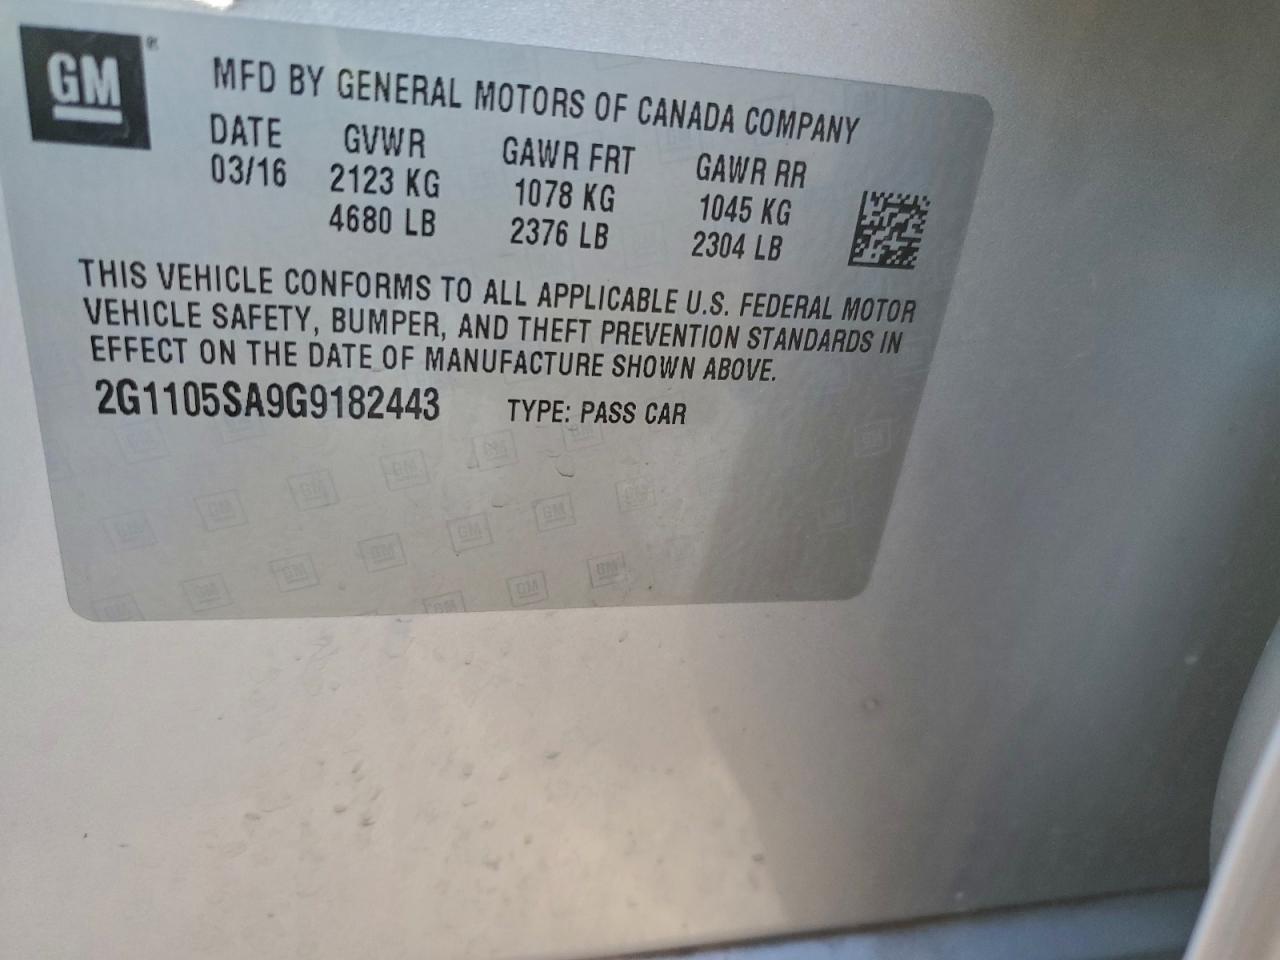 GM ®
MFD BY GENERAL MOTORS OF CANADA COMPANY
DATE GVWR GAWR FRT GAWR RR
03/16 2123 KG 1078 KG 1045 KG
4680 LB 2376 LB 2304 LB
THIS VEHICLE CONFORMS TO ALL APPLICABLE U.S. FEDERAL MOTOR
VEHICLE SAFETY, BUMPER, AND THEFT PREVENTION STANDARDS IN
EFFECT ON THE DATE OF MANUFACTURE SHOWN ABOVE.
2G1105SA9G9182443 TYPE: PASS CAR